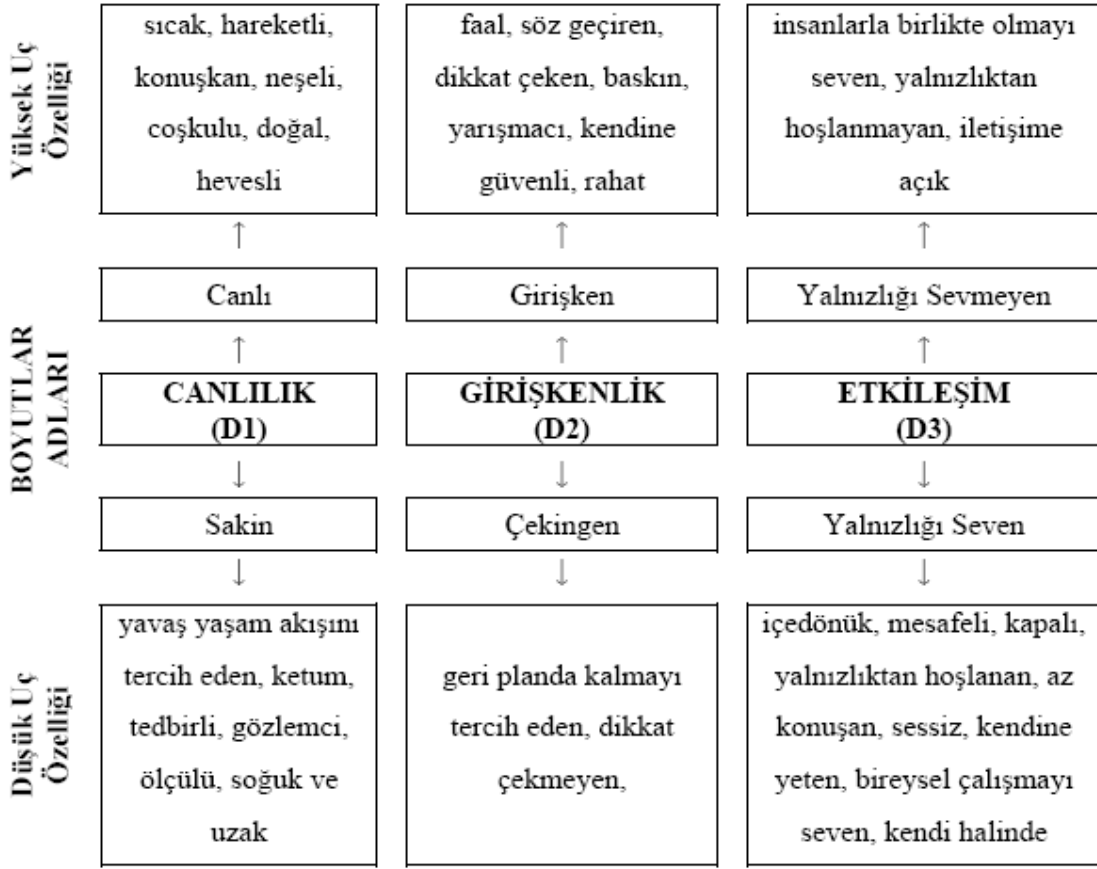 Yüksek Uç
Özelliği
sıcak, hareketli,
konuşkan, neşeli,
coşkulu, doğal,
hevesli
faal, söz geçiren,
dikkat çeken, baskın,
yarışmacı, kendine
güvenli, rahat
insanlarla birlikte olmayı
seven, yalnızlıktan
hoşlanmayan, iletişime
açık
↑ ↑ ↑
Canlı
Girişken
Yalnızlığı Sevmeyen
↑ ↑ ↑
BOYUTLAR
ADLARI
CANLILIK
(D1)
GİRİŞKENLİK
(D2)
ETKİLEŞİM
(D3)
↓ ↓ ↓
Sakin
Çekingen
Yalnızlığı Seven
↓ ↓ ↓
Düşük Uç
Özelliği
yavaş yaşam akışını
tercih eden, ketum,
tedbirli, gözlemci,
ölçülü, soğuk ve
uzak
geri planda kalmayı
tercih eden, dikkat
çekmeyen,
içedönük, mesafeli, kapalı,
yalnızlıktan hoşlanan, az
konuşan, sessiz, kendine
yeten, bireysel çalışmayı
seven, kendi halinde